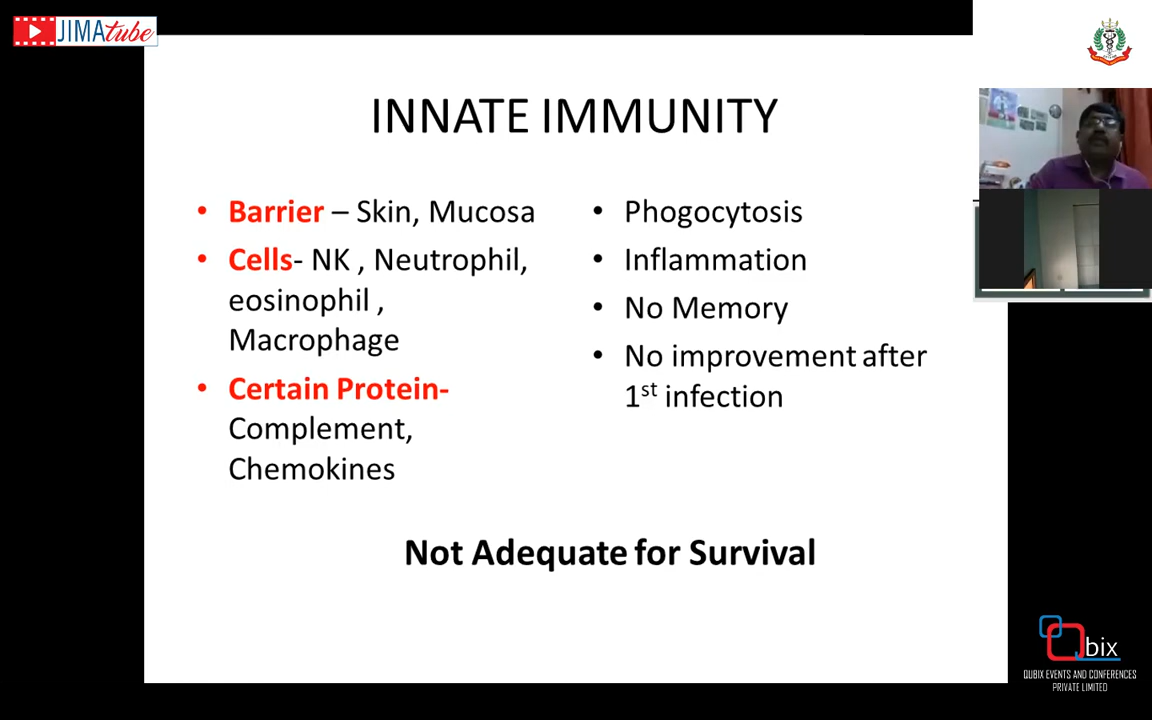 JIMAtube
INNATE IMMUNITY
• Barrier – Skin, Mucosa
• Cells- NK , Neutrophil,
eosinophil ,
Macrophage
• Certain Protein-
Complement,
Chemokines
• Phogocytosis
• Inflammation
• No Memory
• No improvement after
1st infection
Not Adequate for Survival
Qbix
QUBIX EVENTS AND CONFERENCES
PRIVATE LIMITED